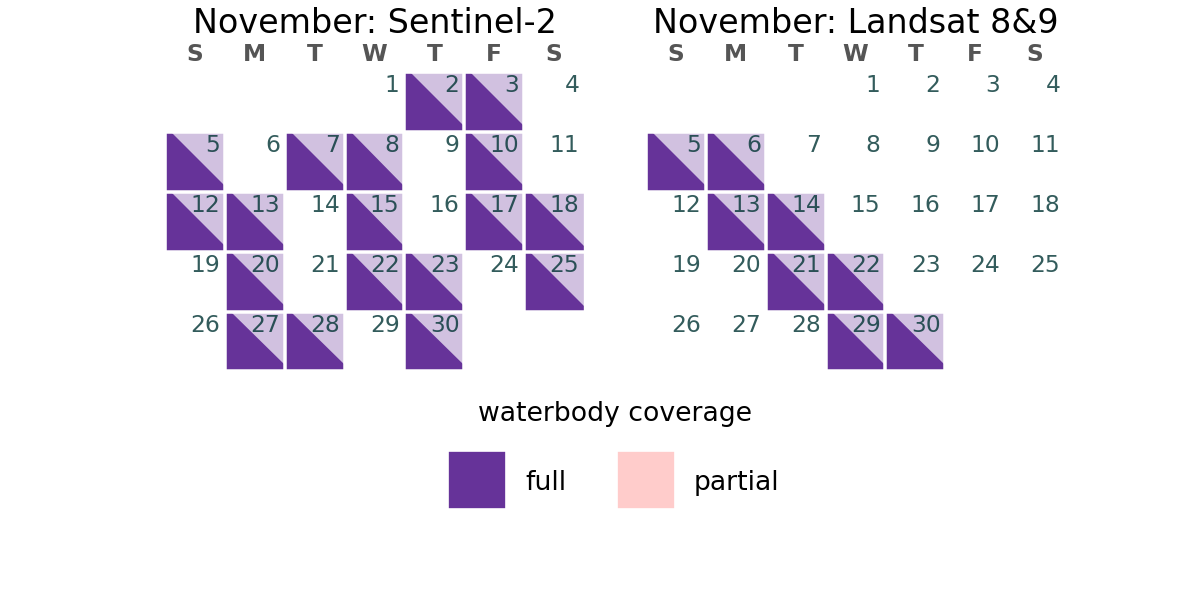 November: Sentinel-2
S M T W T F S
1 2 3 4
5 6 7 8 9 10 11
12 13 14 15 16 17 18
19 20 21 22 23 24 25
26 27 28 29 30
November: Landsat 8&9
S M T W T F S
1 2 3 4
5 6 7 8 9 10 11
12 13 14 15 16 17 18
19 20 21 22 23 24 25
26 27 28 29 30
waterbody coverage
full
partial